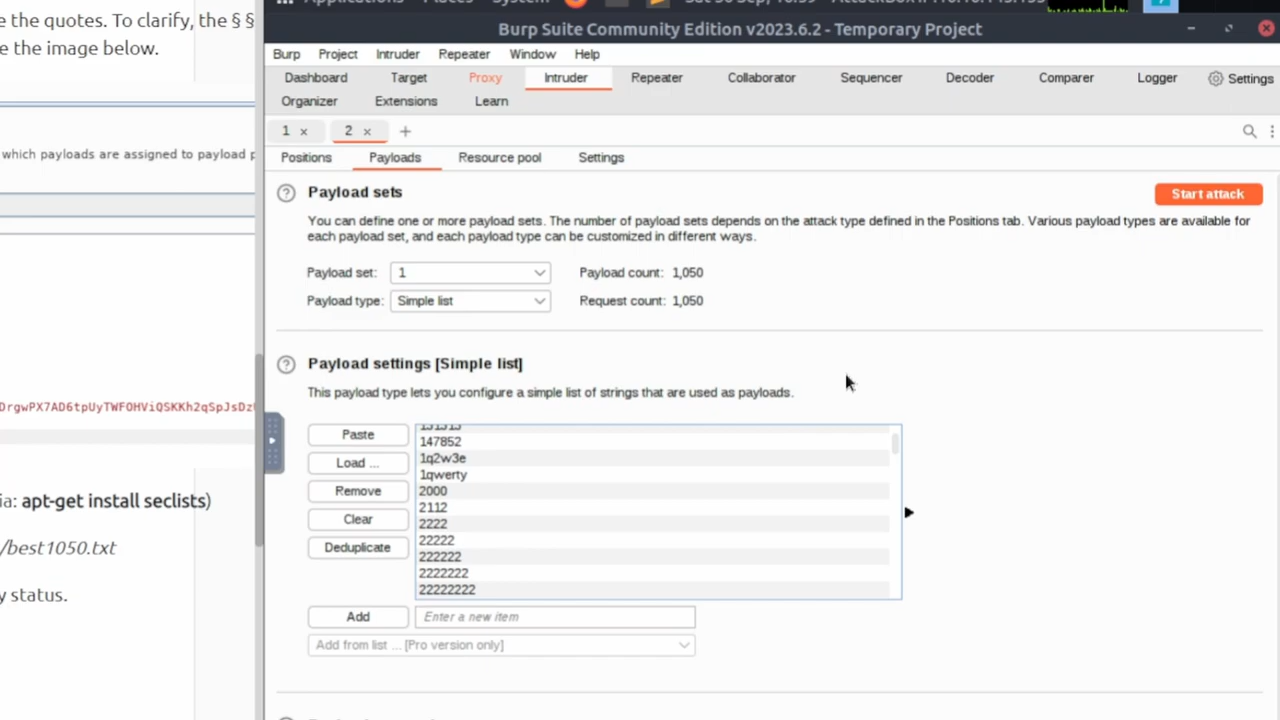 e the quotes. To clarify, the § §
e the image below.
which payloads are assigned to payload p
DrgwPX7AD6tpUyTWFOHViQSKKh2qSpJsDz
ia: apt-get install seclists)
/best1050.txt
y status.
Applications Places System
Burp Suite Community Edition v2023.6.2 - Temporary Project
Burp Project Intruder Repeater Window Help
Dashboard Target Proxy Intruder Repeater Collaborator Sequencer Decoder Comparer Logger Settings
Organizer Extensions Learn
1 × 2 × +
Positions Payloads Resource pool Settings
Payload sets
Start attack
You can define one or more payload sets. The number of payload sets depends on the attack type defined in the Positions tab. Various payload types are available for
each payload set, and each payload type can be customized in different ways.
Payload set: 1 Payload count: 1,050
Payload type: Simple list Request count: 1,050
Payload settings [Simple list]
This payload type lets you configure a simple list of strings that are used as payloads.
Paste
Load ...
Remove
Clear
Deduplicate
147852
1q2w3e
1qwerty
2000
2112
2222
22222
222222
2222222
22222222
Add Enter a new item
Add from list ... [Pro version only]